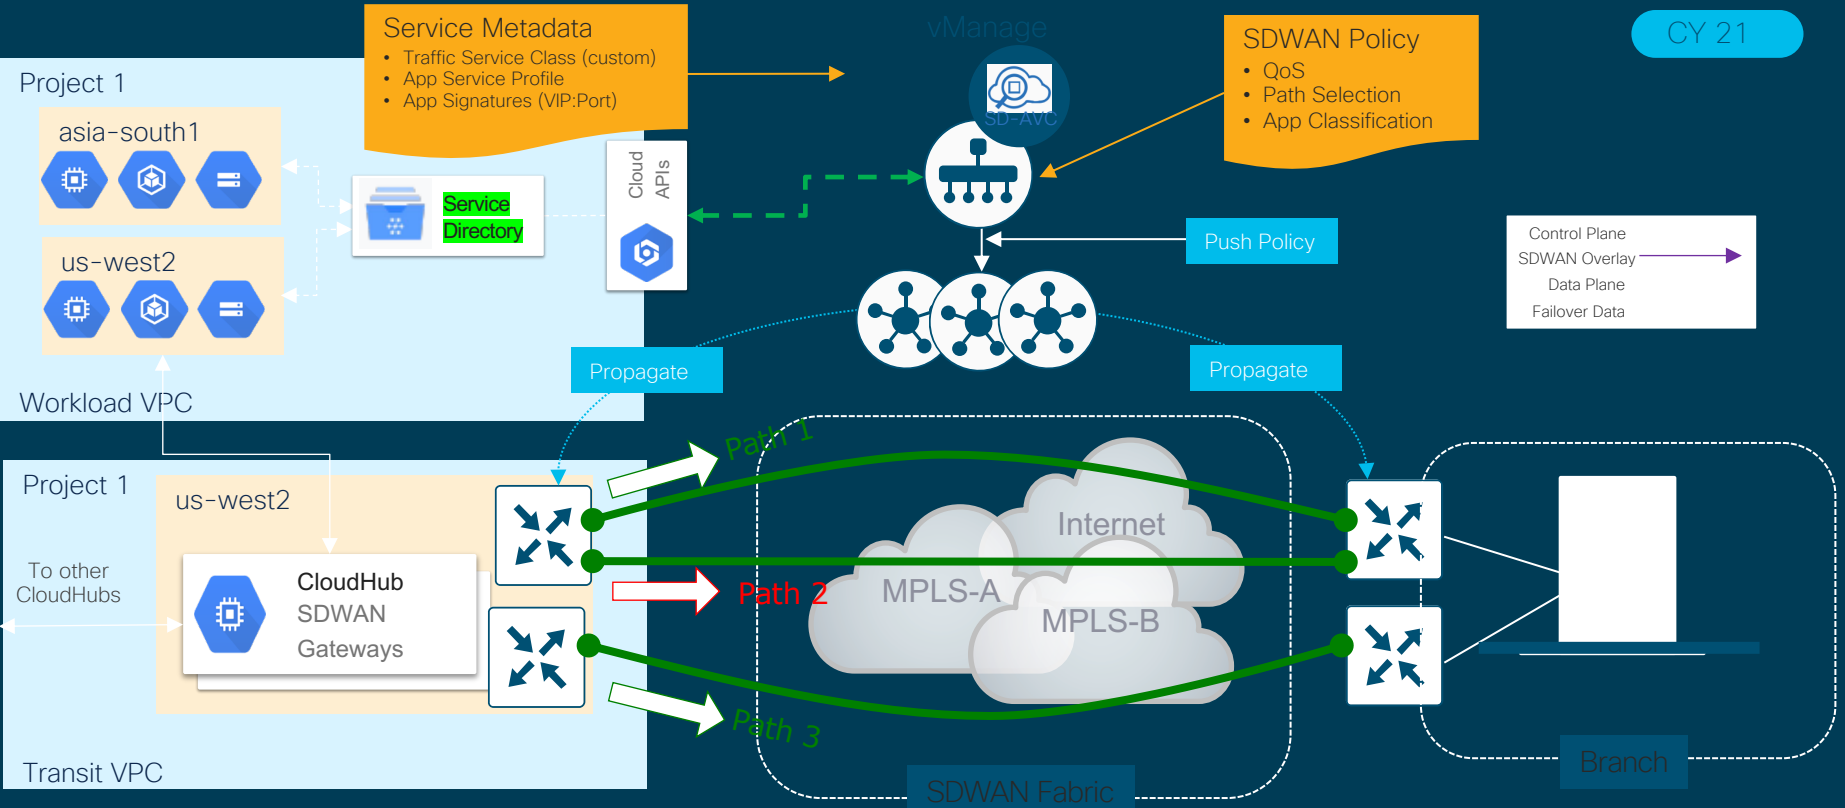 Service Metadata
• Traffic Service Class (custom)
• App Service Profile
• App Signatures (VIP:Port)
vManage
SD-AVC
SDWAN Policy
• QoS
• Path Selection
• App Classification
CY 21
Project 1
asia-south1
us-west2
Workload VPC
Service
Directory
Cloud
APIs
Push Policy
Control Plane
SDWAN Overlay
Data Plane
Failover Data
Propagate
Propagate
Project 1
us-west2
To other
CloudHubs
CloudHub
SDWAN
Gateways
Transit VPC
Path 1
Path 2
Path 3
Internet
MPLS-A
MPLS-B
SDWAN Fabric
Branch